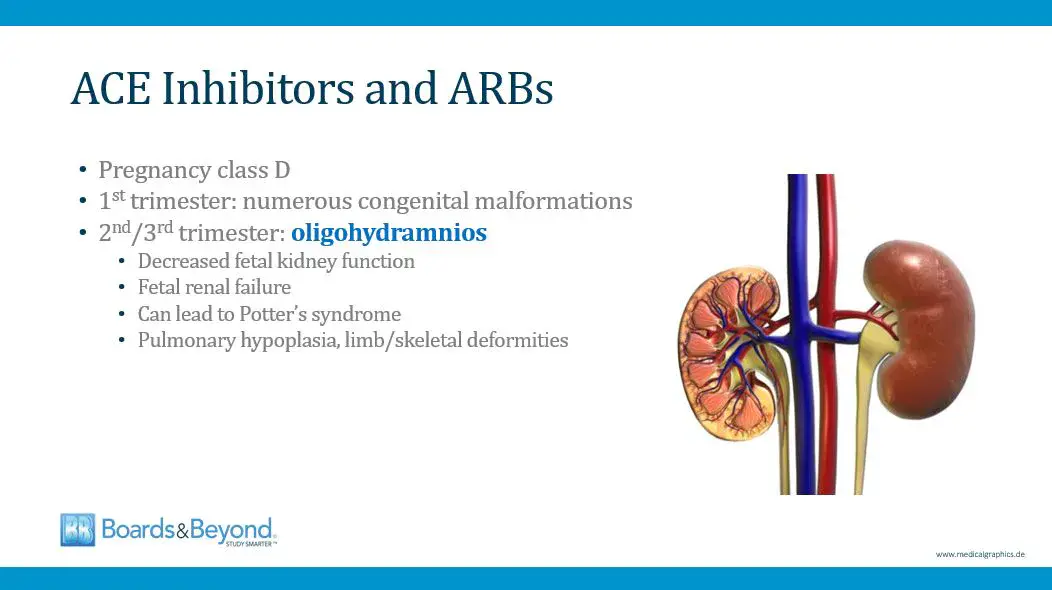 ACE Inhibitors and ARBs
• Pregnancy class D
• 1st trimester: numerous congenital malformations
• 2nd/3rd trimester: oligohydramnios
• Decreased fetal kidney function
• Fetal renal failure
• Can lead to Potter's syndrome
• Pulmonary hypoplasia, limb/skeletal deformities
BB Boards&Beyond.
STUDY SMARTER™
www.medicalgraphics.de